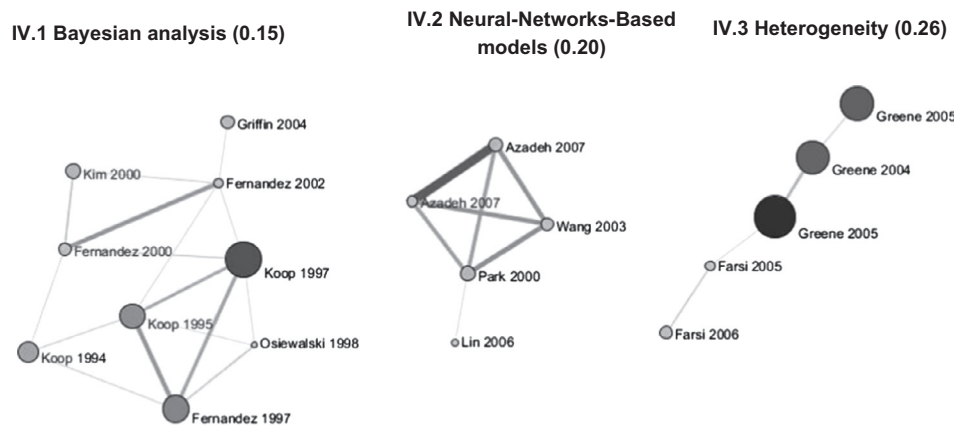 IV.1 Bayesian analysis (0.15)
Griffin 2004
Kim 2000
Fernandez 2002
Fernandez 2000
Koop 1997
Koop 1995
Osiewalski 1998
Koop 1994
Fernandez 1997
IV.2 Neural-Networks-Based
models (0.20)
Azadeh 2007
Azadeh 2007
Wang 2003
Park 2000
Lin 2006
IV.3 Heterogeneity (0.26)
Greene 2005
Greene 2004
Greene 2005
Farsi 2005
Farsi 2006